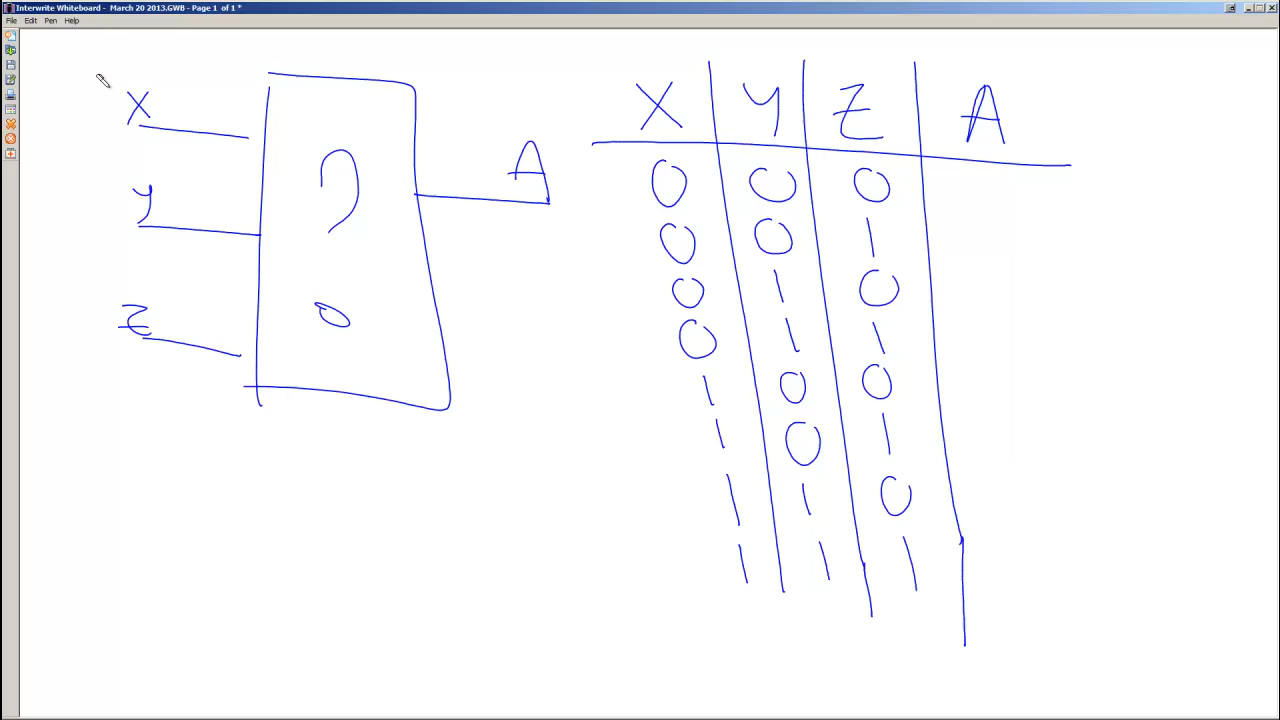 Interwrite Whiteboard - March 20 2013.GWB - Page 1 of 1 *
File Edit Pen Help
X
Y
Z
?
A
X Y Z A
0 0 0
0 0 1
0 1 0
0 1 1
1 0 0
1 0 1
1 1 0
1 1 1